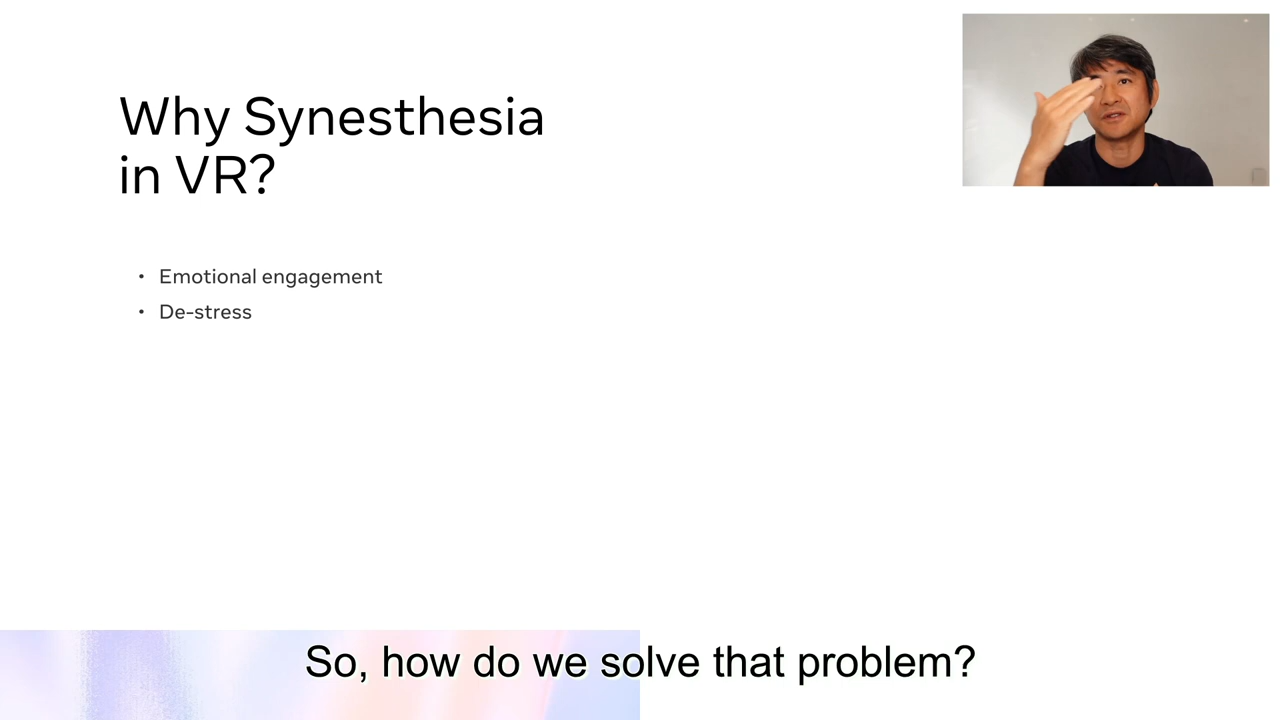 Why Synesthesia
in VR?
• Emotional engagement
• De-stress
So, how do we solve that problem?